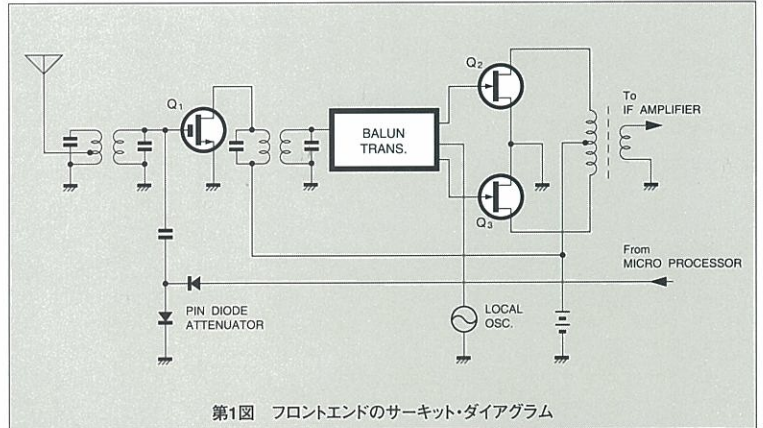 Q1
Q2
Q3
BALUN
TRANS.
To
IF AMPLIFIER
From
MICRO PROCESSOR
PIN DIODE
ATTENUATOR
LOCAL
OSC.
第1図 フロントエンドのサーキット・ダイアグラム